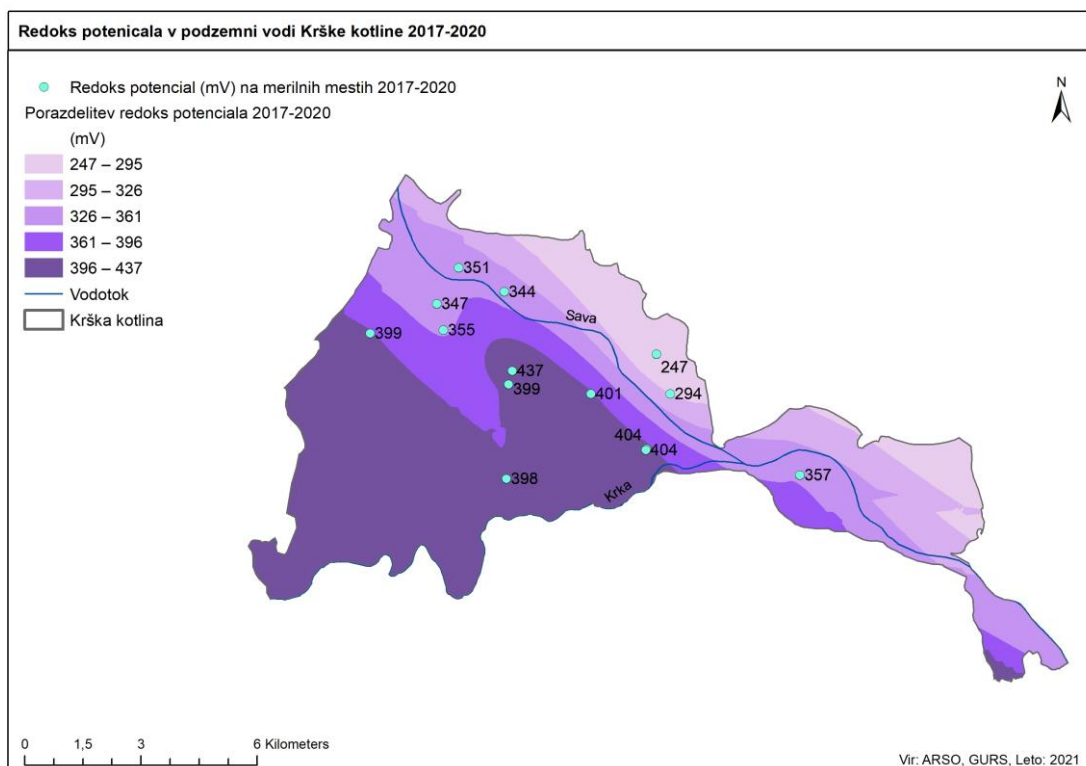 Redoks potenicala v podzemni vodi Krške kotline 2017-2020
Redoks potencial (mV) na merilnih mestih 2017-2020
Porazdelitev redoks potenciala 2017-2020
(mV)
247 – 295
295 – 326
326 – 361
361 – 396
396 – 437
Vodotok
Krška kotlina
N
351
344
347
Sava
355
399
247
437
399
401
294
404
404
357
398
Krka
0 1,5 3 6 Kilometers
Vir: ARSO, GURS, Leto: 2021